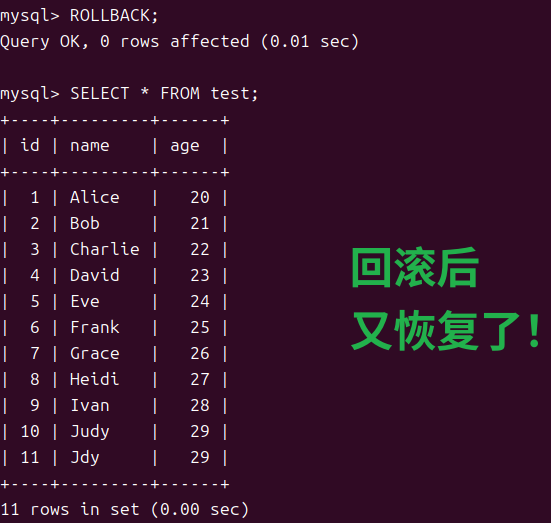 mysql> ROLLBACK;
Query OK, 0 rows affected (0.01 sec)
mysql> SELECT * FROM test;
+----+---------+------+
| id | name    | age  |
+----+---------+------+
|  1 | Alice   |   20 |
|  2 | Bob     |   21 |
|  3 | Charlie |   22 |
|  4 | David   |   23 |
|  5 | Eve     |   24 |
|  6 | Frank   |   25 |
|  7 | Grace   |   26 |
|  8 | Heidi   |   27 |
|  9 | Ivan    |   28 |
| 10 | Judy    |   29 |
| 11 | Jdy     |   29 |
+----+---------+------+
11 rows in set (0.00 sec)
回滚后
又恢复了!